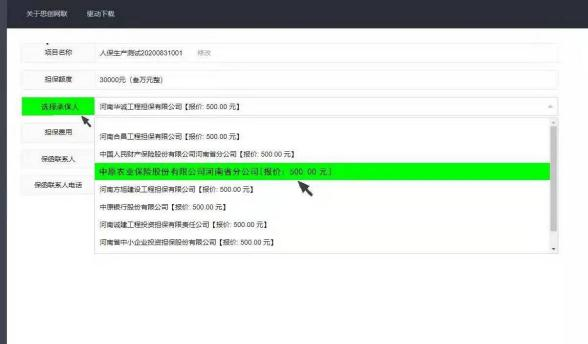 关于思创网联 驱动下载
项目名称 人保生产测试20200831001 修改
担保额度 30000元（叁万元整）
选择承保人 河南华诚工程担保有限公司【报价: 500.00 元】
担保费用 河南合昌工程担保有限公司【报价: 500.00 元】
中国人民财产保险股份有限公司河南省分公司【报价: 500.00 元】
保函联系人
中原农业保险股份有限公司河南省分公司[报价: 500.00 元]
保函联系人电话 河南方旭建设工程担保有限公司【报价: 500.00 元】
中原银行股份有限公司【报价: 500.00 元】
河南诚建工程投资担保有限责任公司【报价: 500.00 元】
河南省中小企业投资担保股份有限公司【报价: 500.00 元】